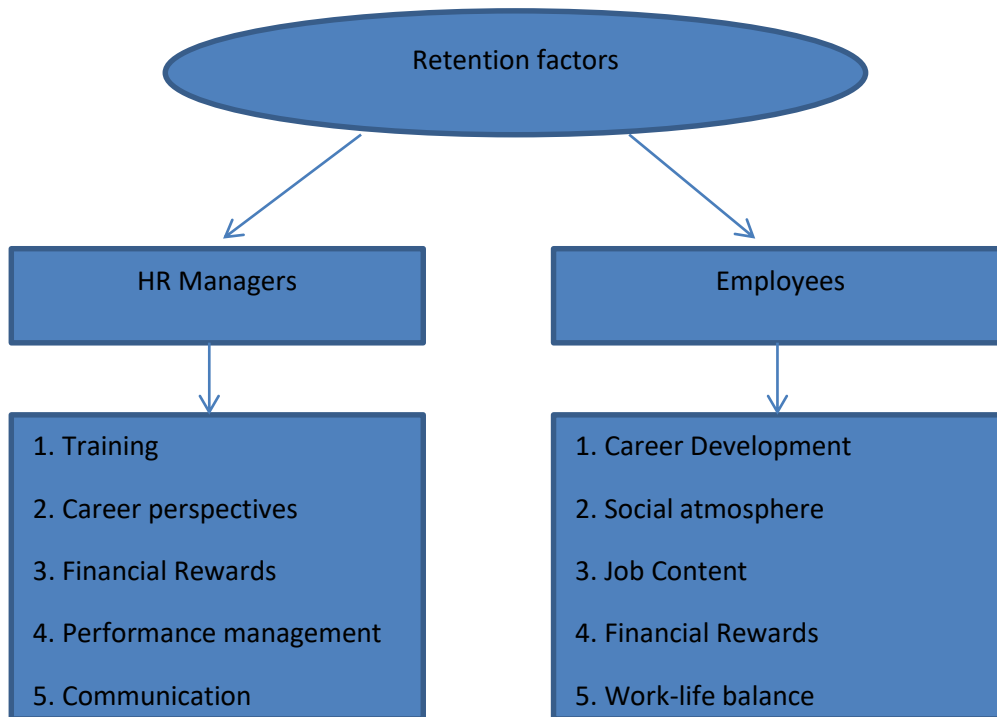 Retention factors
HR Managers
Employees
1. Training
2. Career perspectives
3. Financial Rewards
4. Performance management
5. Communication
1. Career Development
2. Social atmosphere
3. Job Content
4. Financial Rewards
5. Work-life balance